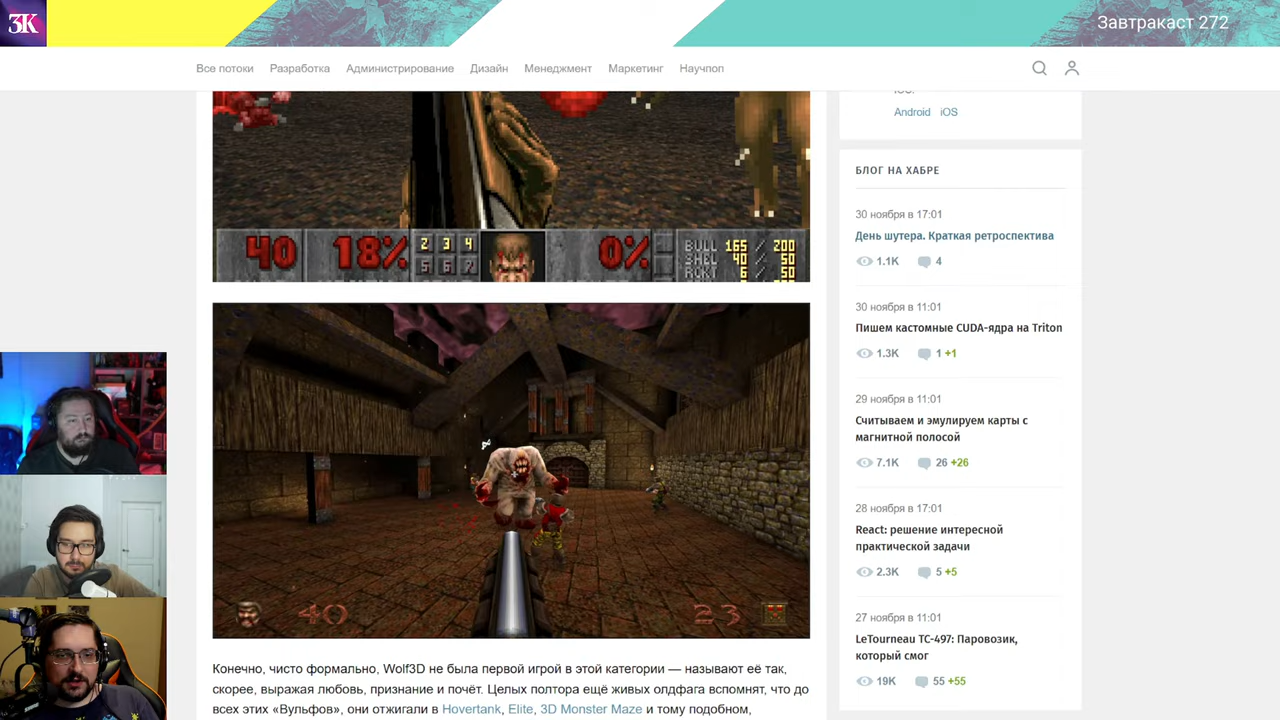 ЗК
Завтракаст 272
Все потоки Разработка Администрирование Дизайн Менеджмент Маркетинг Научпоп
Android iOS
БЛОГ НА ХАБРЕ
30 ноября в 17:01
День шутера. Краткая ретроспектива
1.1K 4
30 ноября в 11:01
Пишем кастомные CUDA-ядра на Triton
1.3K 1 +1
29 ноября в 11:01
Считываем и эмулируем карты с
магнитной полосой
7.1K 26 +26
28 ноября в 17:01
React: решение интересной
практической задачи
2.3K 5 +5
27 ноября в 11:01
LeTourneau TC-497: Паровозик,
который смог
19K 55 +55
40 18% 2 3 4 0% BULL 165 / 200
5 6 7 SHEL 40 / 50
RCKT 6 / 50
40 23
Конечно, чисто формально, Wolf3D не была первой игрой в этой категории — называют её так,
скорее, выражая любовь, признание и почёт. Целых полтора ещё живых олдфага вспомнят, что до
всех этих «Вульфов», они отжигали в Hovertank, Elite, 3D Monster Maze и тому подобном,